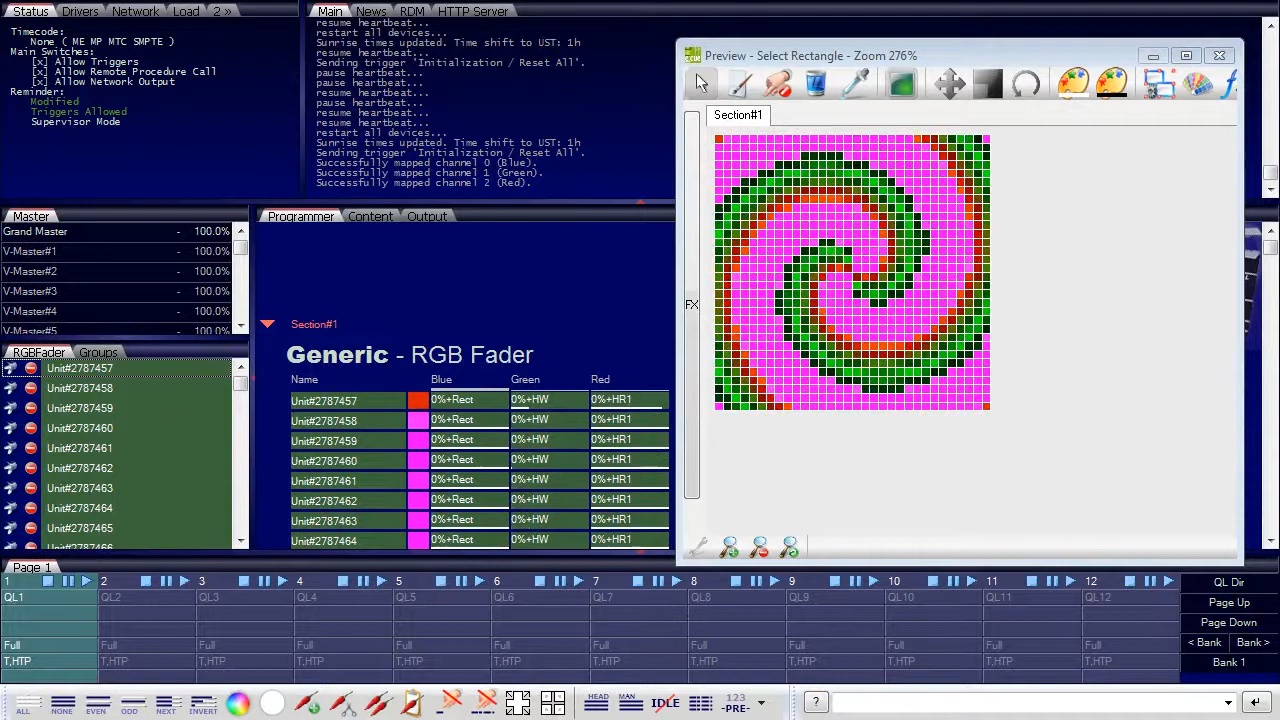 Status Drivers Network Load 2 »
Timecode:
None ( ME MP MTC SMPTE )
Main Switches:
[x] Allow Triggers
[x] Allow Remote Procedure Call
[x] Allow Network Output
Reminder:
Modified
Triggers Allowed
Supervisor Mode
Main News RDM HTTP Server
resume heartbeat...
restart all devices...
Sunrise times updated. Time shift to UST: 1h
resume heartbeat...
Sending trigger 'Initialization / Reset All'.
pause heartbeat...
resume heartbeat...
pause heartbeat...
resume heartbeat...
resume heartbeat...
restart all devices...
Sunrise times updated. Time shift to UST: 1h
Sending trigger 'Initialization / Reset All'.
Successfully mapped channel 0 (Blue).
Successfully mapped channel 1 (Green).
Successfully mapped channel 2 (Red).
Preview - Select Rectangle - Zoom 276%
Section#1
FX
Master
Grand Master - 100.0%
V-Master#1 - 100.0%
V-Master#2 - 100.0%
V-Master#3 - 100.0%
V-Master#4 - 100.0%
V-Master#5 - 100.0%
Unit#2787457
Unit#2787458
Unit#2787459
Unit#2787460
Unit#2787461
Unit#2787462
Unit#2787463
Unit#2787464
Unit#2787465
Unit#2787466
Programmer Content Output
Section#1
Generic - RGB Fader
Name Blue Green Red
Unit#2787457 0%+Rect 0%+HW 0%+HR1
Unit#2787458 0%+Rect 0%+HW 0%+HR1
Unit#2787459 0%+Rect 0%+HW 0%+HR1
Unit#2787460 0%+Rect 0%+HW 0%+HR1
Unit#2787461 0%+Rect 0%+HW 0%+HR1
Unit#2787462 0%+Rect 0%+HW 0%+HR1
Unit#2787463 0%+Rect 0%+HW 0%+HR1
Unit#2787464 0%+Rect 0%+HW 0%+HR1
Page 1
1 2 3 4 5 6 7 8 9 10 11 12
QL1 QL2 QL3 QL4 QL5 QL6 QL7 QL8 QL9 QL10 QL11 QL12
Full Full Full Full Full Full Full Full Full Full Full Full
T,HTP T,HTP T,HTP T,HTP T,HTP T,HTP T,HTP T,HTP T,HTP T,HTP T,HTP T,HTP
QL Dir
Page Up
Page Down
< Bank Bank >
Bank 1
ALL NONE EVEN ODD NEXT INVERT HEAD MAN IDLE 123 -PRE- ?